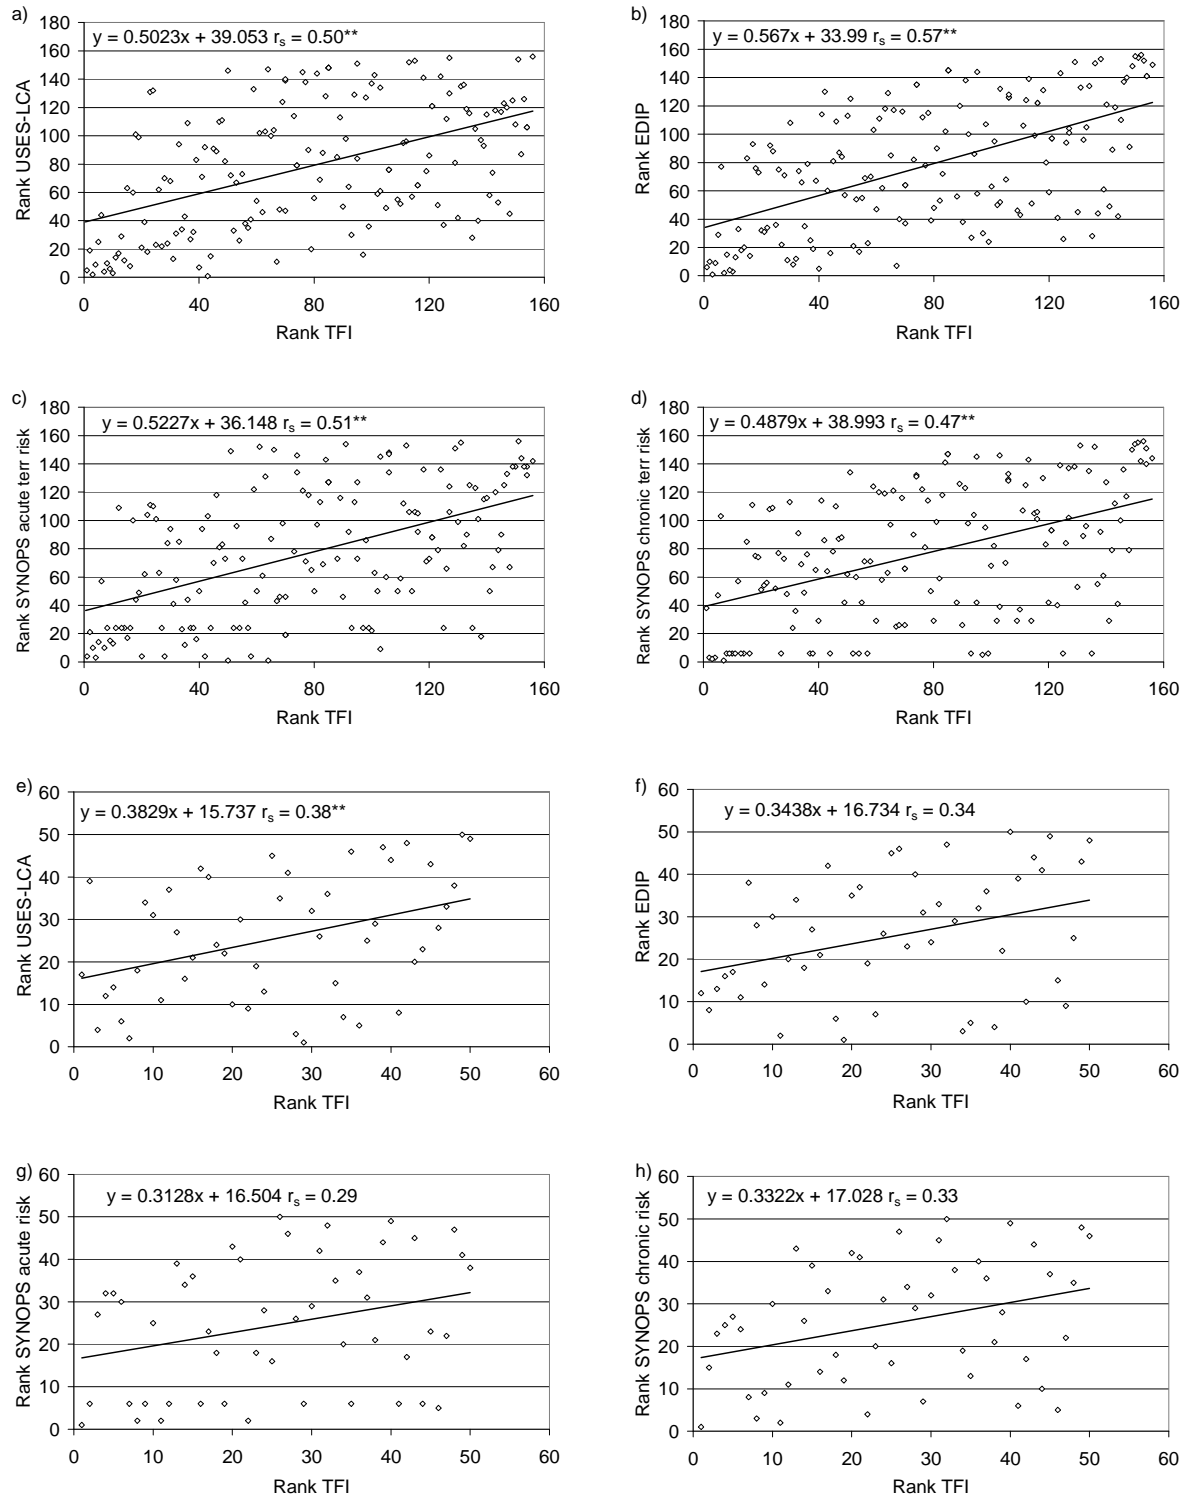 a)
y = 0.5023x + 39.053 rs = 0.50**
Rank USES-LCA
180
160
140
120
100
80
60
40
20
0
0 40 80 120 160
Rank TFI
b)
y = 0.567x + 33.99 rs = 0.57**
Rank EDIP
180
160
140
120
100
80
60
40
20
0
0 40 80 120 160
Rank TFI
c)
y = 0.5227x + 36.148 rs = 0.51**
Rank SYNOPS acute terr risk
180
160
140
120
100
80
60
40
20
0
0 40 80 120 160
Rank TFI
d)
y = 0.4879x + 38.993 rs = 0.47**
Rank SYNOPS chronic terr risk
180
160
140
120
100
80
60
40
20
0
0 40 80 120 160
Rank TFI
e)
y = 0.3829x + 15.737 rs = 0.38**
Rank USES-LCA
60
50
40
30
20
10
0
0 10 20 30 40 50 60
Rank TFI
f)
y = 0.3438x + 16.734 rs = 0.34
Rank EDIP
60
50
40
30
20
10
0
0 10 20 30 40 50 60
Rank TFI
g)
y = 0.3128x + 16.504 rs = 0.29
Rank SYNOPS acute risk
60
50
40
30
20
10
0
0 10 20 30 40 50 60
Rank TFI
h)
y = 0.3322x + 17.028 rs = 0.33
Rank SYNOPS chronic risk
60
50
40
30
20
10
0
0 10 20 30 40 50 60
Rank TFI